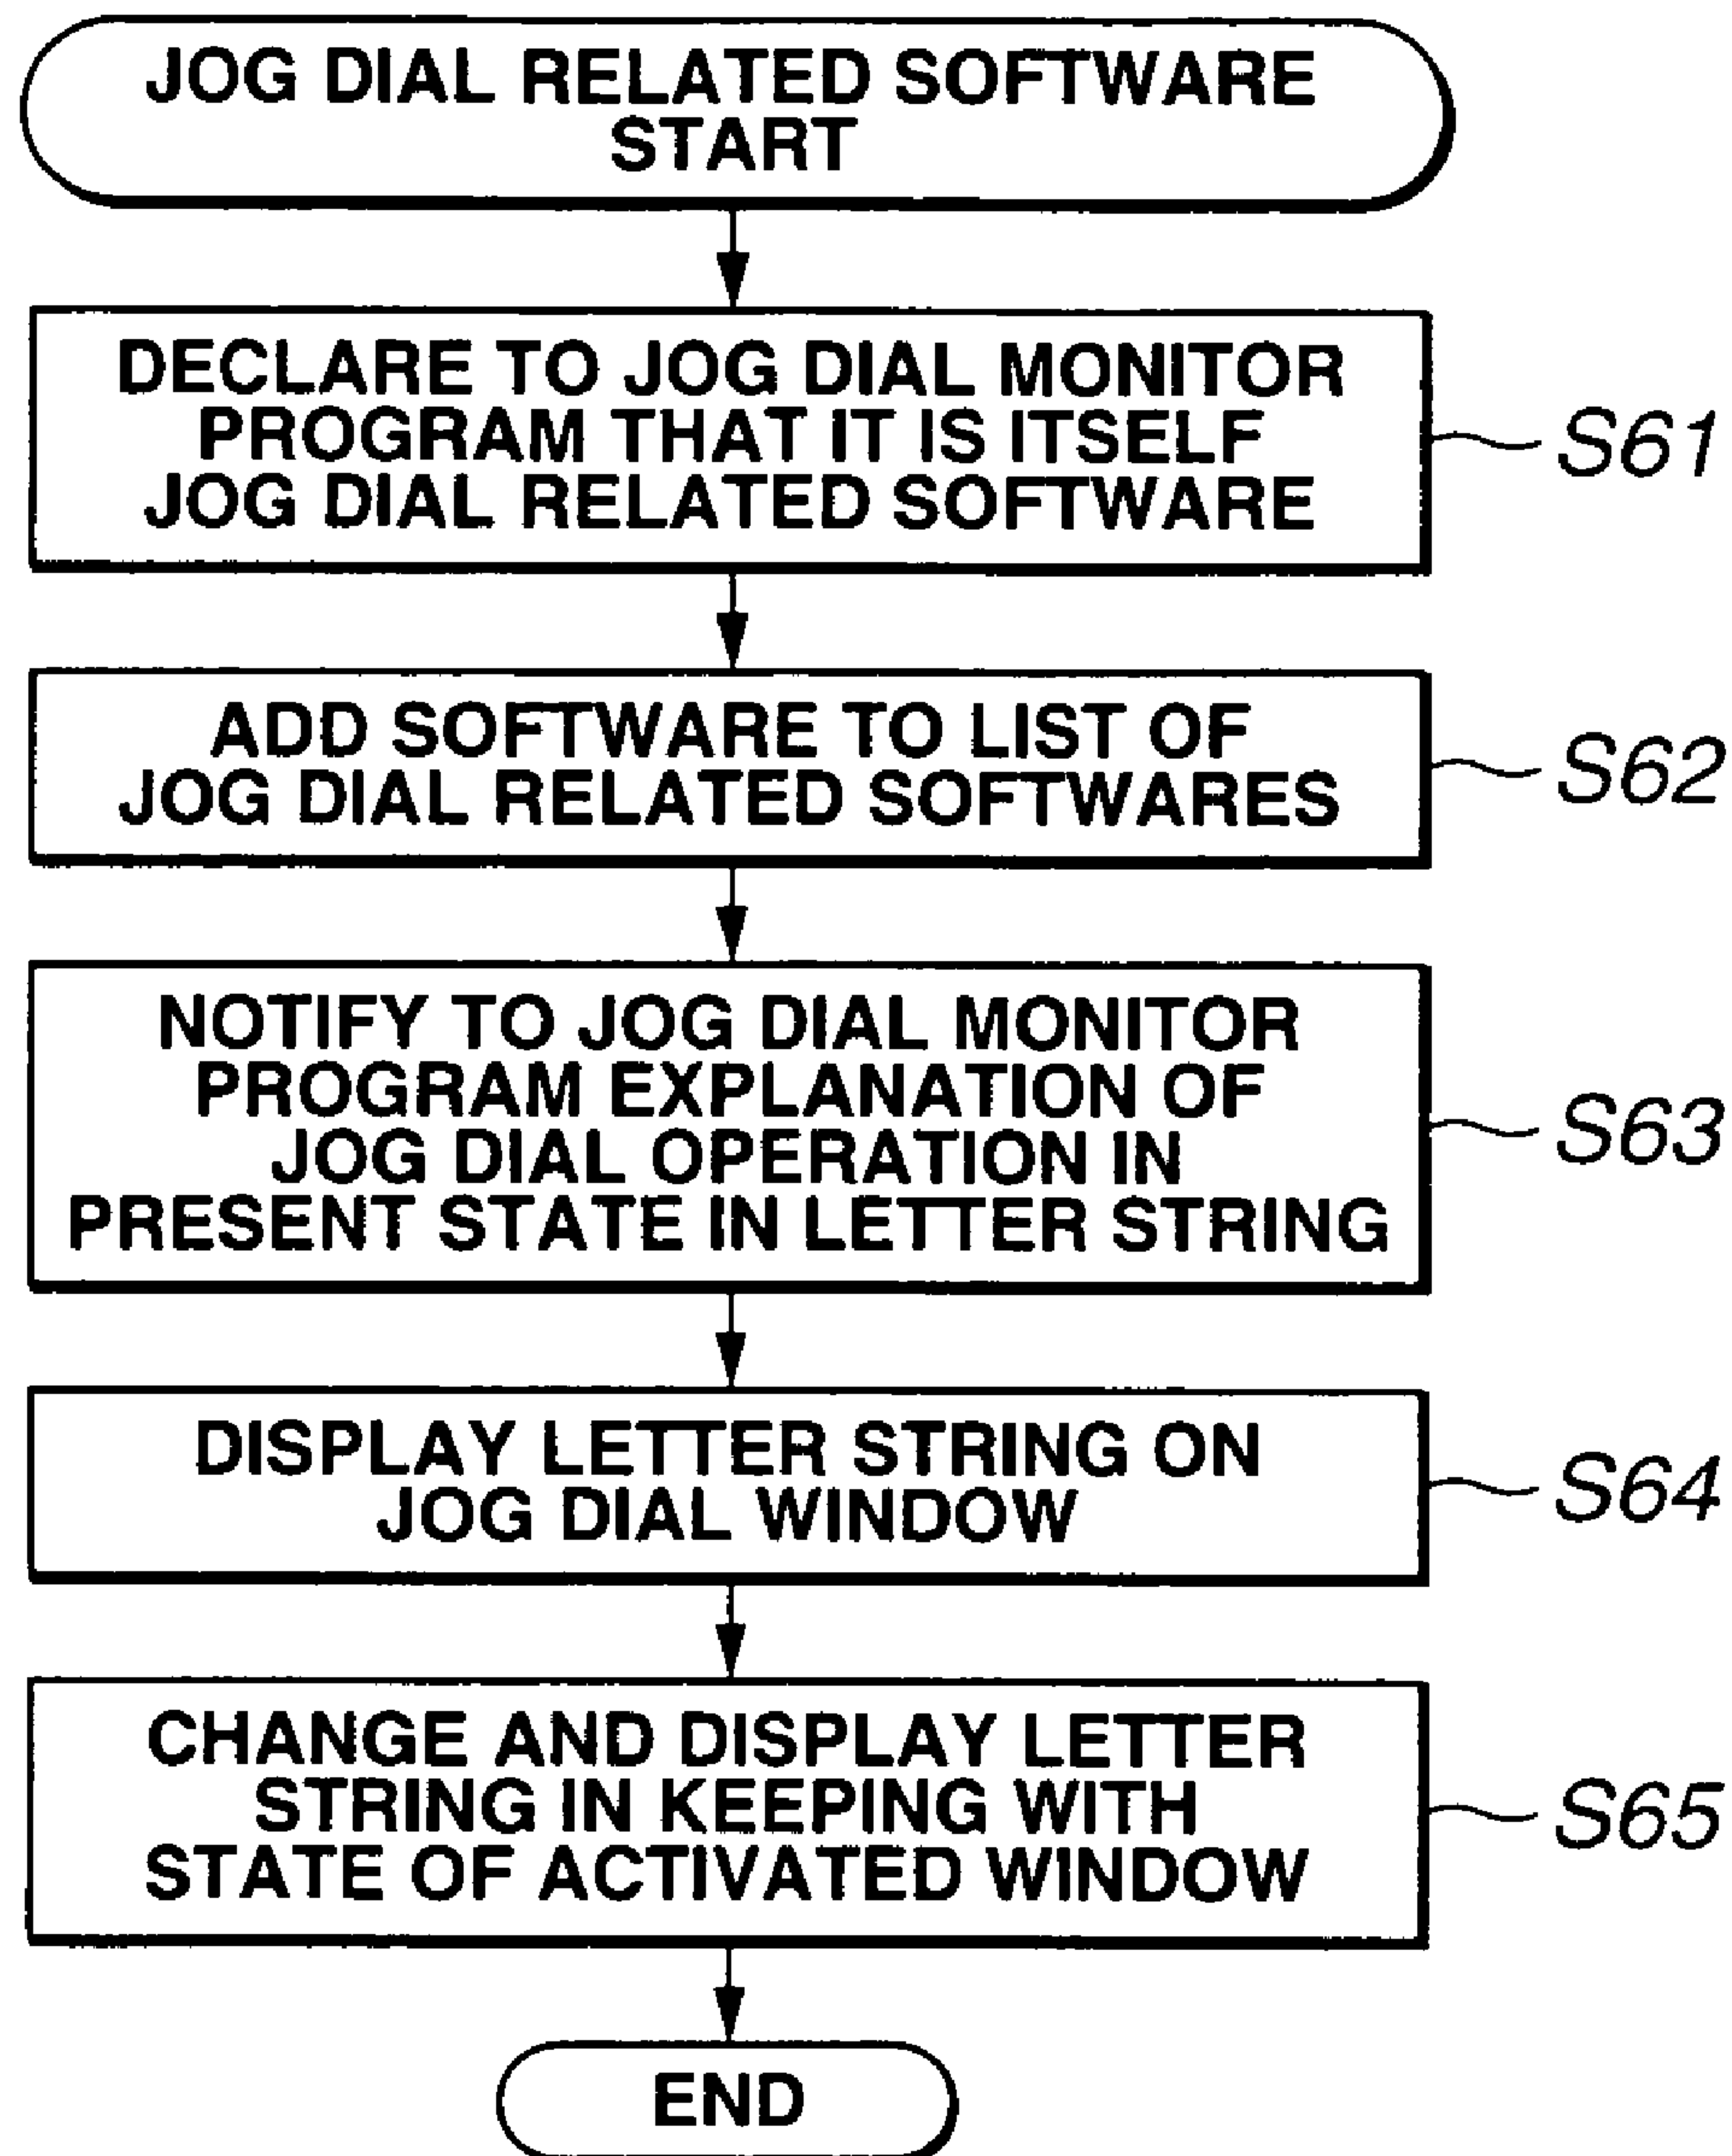 JOG DIAL RELATED SOFTWARE
START
DECLARE TO JOG DIAL MONITOR
PROGRAM THAT IT IS ITSELF
JOG DIAL RELATED SOFTWARE
S61
ADD SOFTWARE TO LIST OF
JOG DIAL RELATED SOFTWARES
S62
NOTIFY TO JOG DIAL MONITOR
PROGRAM EXPLANATION OF
JOG DIAL OPERATION IN
PRESENT STATE IN LETTER STRING
S63
DISPLAY LETTER STRING ON
JOG DIAL WINDOW
S64
CHANGE AND DISPLAY LETTER
STRING IN KEEPING WITH
STATE OF ACTIVATED WINDOW
S65
END